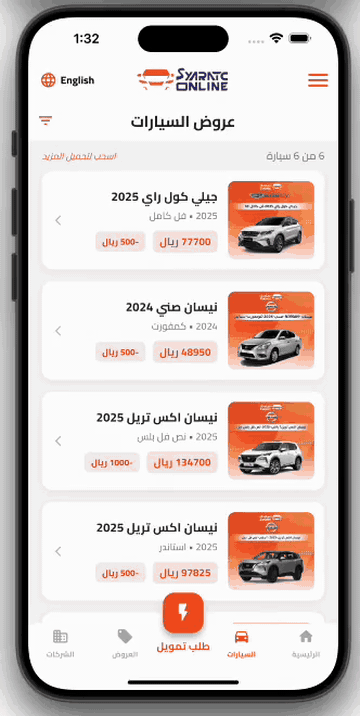 1:32
English
SYARATC
ONLINE
عروض السيارات
6 من 6 سيارة
اسحب لتحميل المزيد
جيلي كول راي 2025
2025 • فل كامل
77700 ريال
-500 ريال
نيسان صني 2024
2024 • كمفورت
48950 ريال
-500 ريال
نيسان اكس تريل 2025
2025 • نص فل بلس
134700 ريال
-1000 ريال
نيسان اكس تريل 2025
2025 • استاندر
97825 ريال
-500 ريال
الرئيسية
السيارات
طلب تمويل
العروض
الشركات